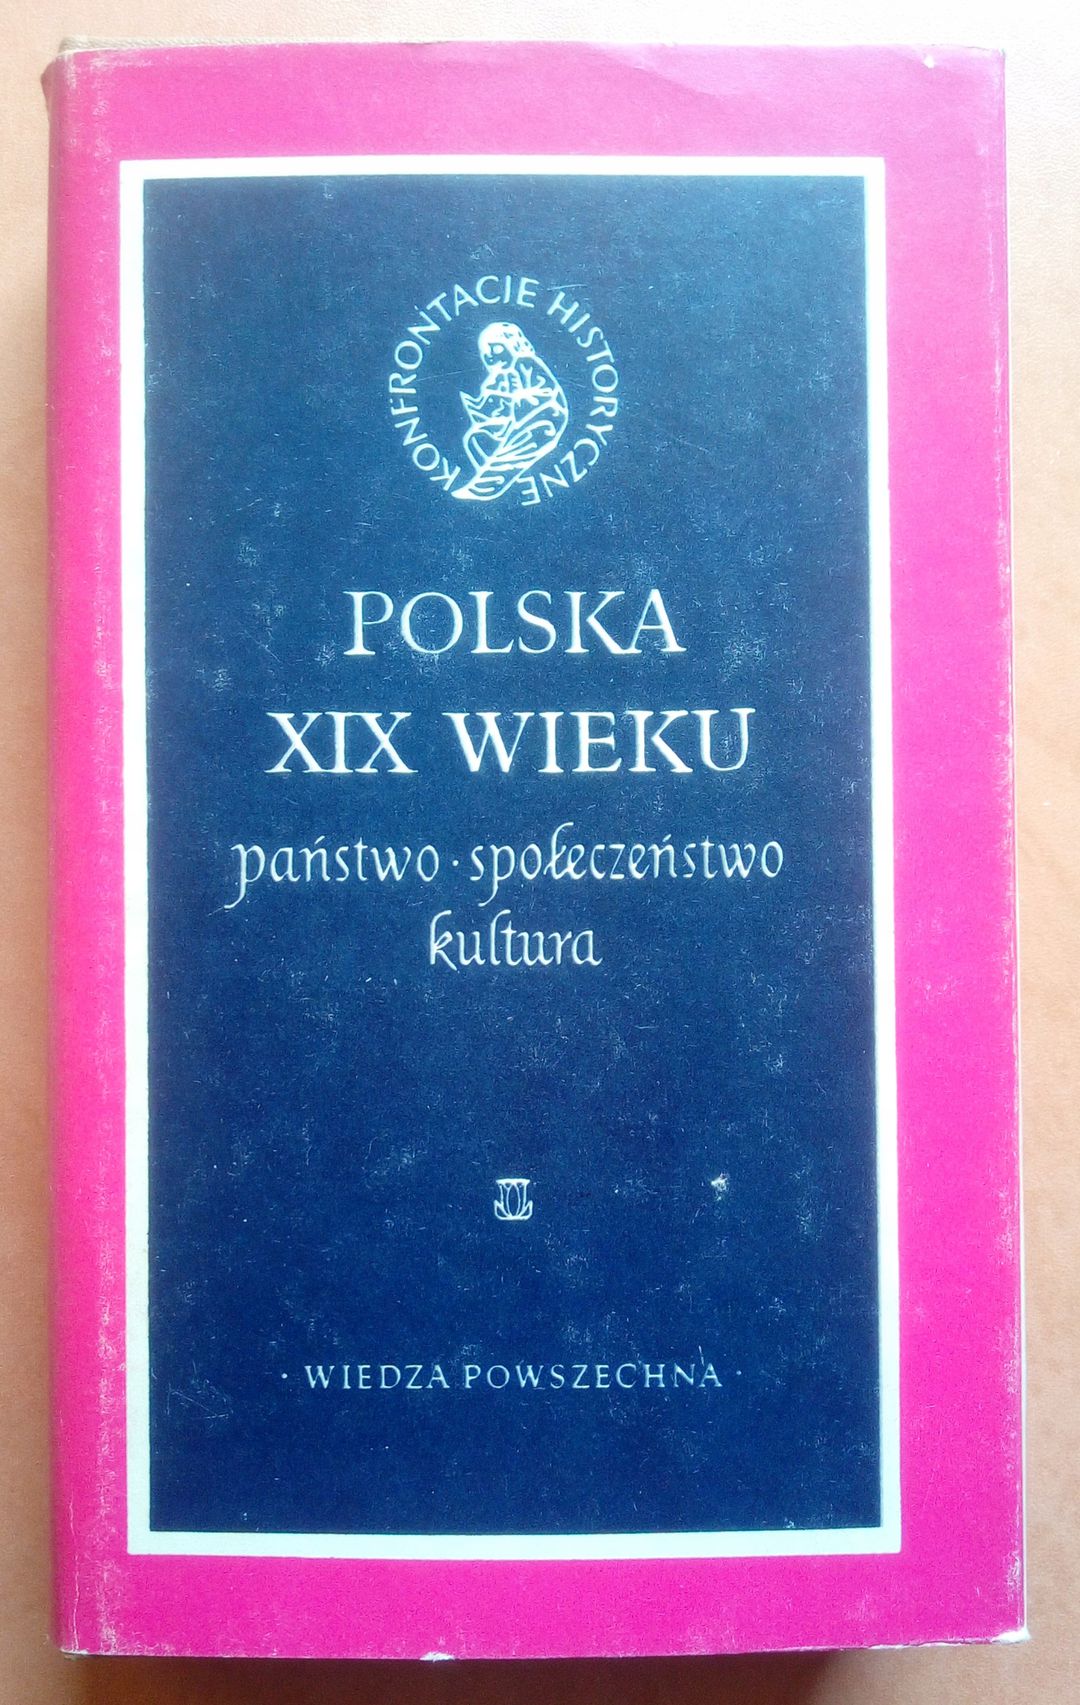 KONFRONTACJE HISTORYCZNE
POLSKA
XIX WIEKU
państwo · społeczeństwo
kultura
· WIEDZA POWSZECHNA ·